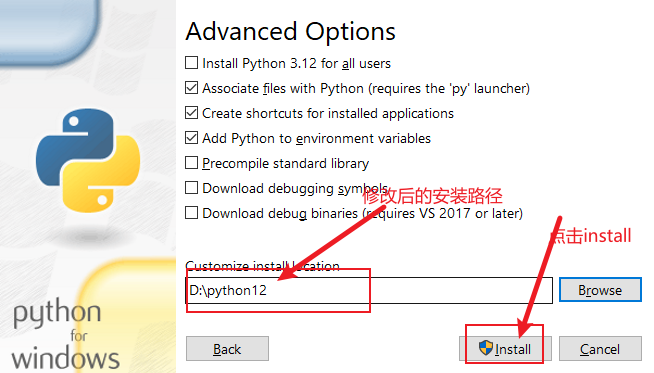 Advanced Options
Install Python 3.12 for all users
Associate files with Python (requires the 'py' launcher)
Create shortcuts for installed applications
Add Python to environment variables
Precompile standard library
Download debugging symbols
修改后的安装路径
Download debug binaries (requires VS 2017 or later)
点击install
Customize install location
D:\python12
Browse
python
for
windows
Back
Install
Cancel